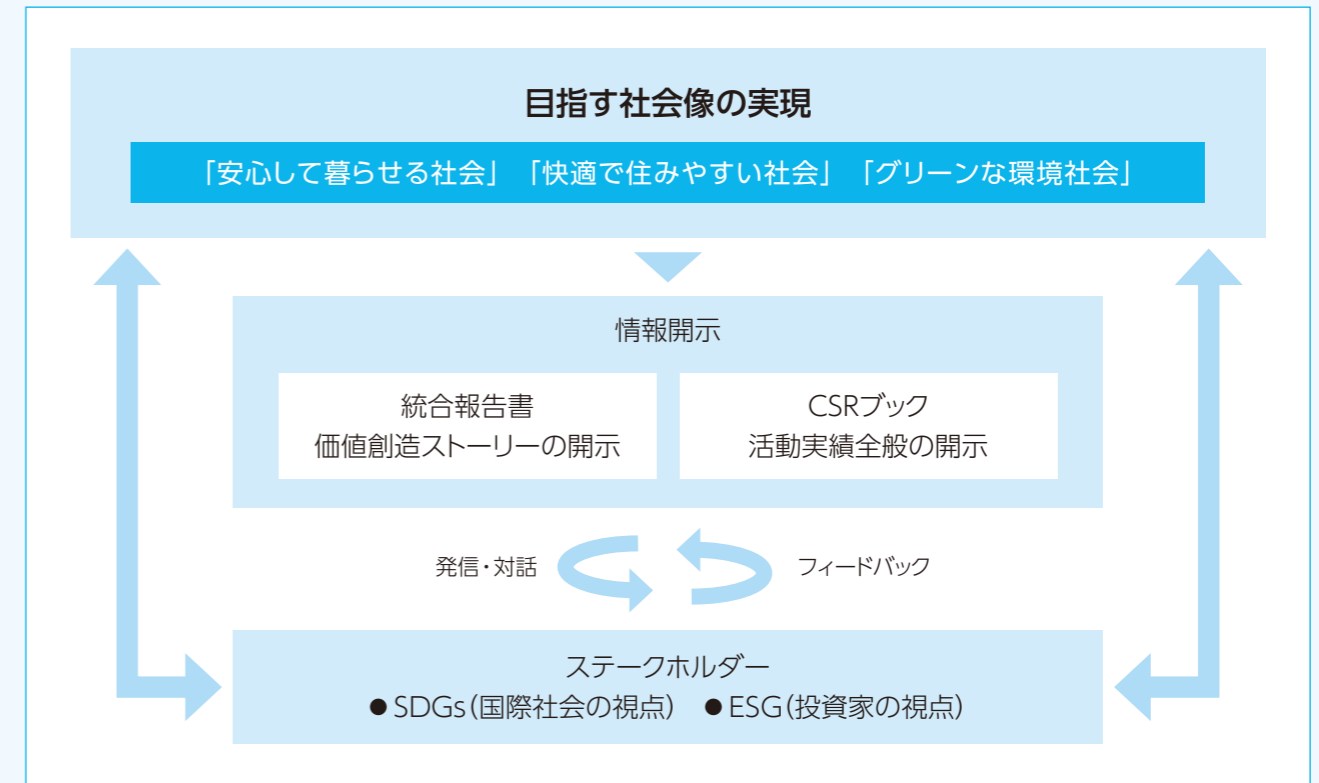 目指す社会像の実現
「安心して暮らせる社会」「快適で住みやすい社会」「グリーンな環境社会」
情報開示
統合報告書
価値創造ストーリーの開示
CSRブック
活動実績全般の開示
発信・対話
フィードバック
ステークホルダー
●SDGs（国際社会の視点） ●ESG（投資家の視点）